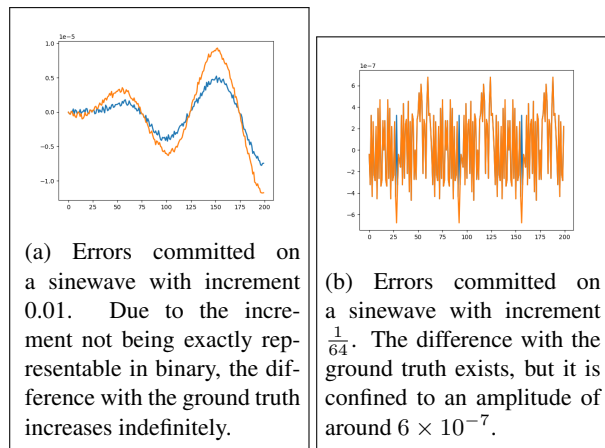 1e−5
1.0
0.5
0.0
−0.5
−1.0
0 25 50 75 100 125 150 175 200
(a) Errors committed on
a sinewave with increment
0.01. Due to the incre-
ment not being exactly rep-
resentable in binary, the dif-
ference with the ground truth
increases indefinitely.
1e−7
6
4
2
0
−2
−4
−6
0 25 50 75 100 125 150 175 200
(b) Errors committed on
a sinewave with increment
1/64. The difference with the
ground truth exists, but it is
confined to an amplitude of
around 6 × 10⁻⁷.